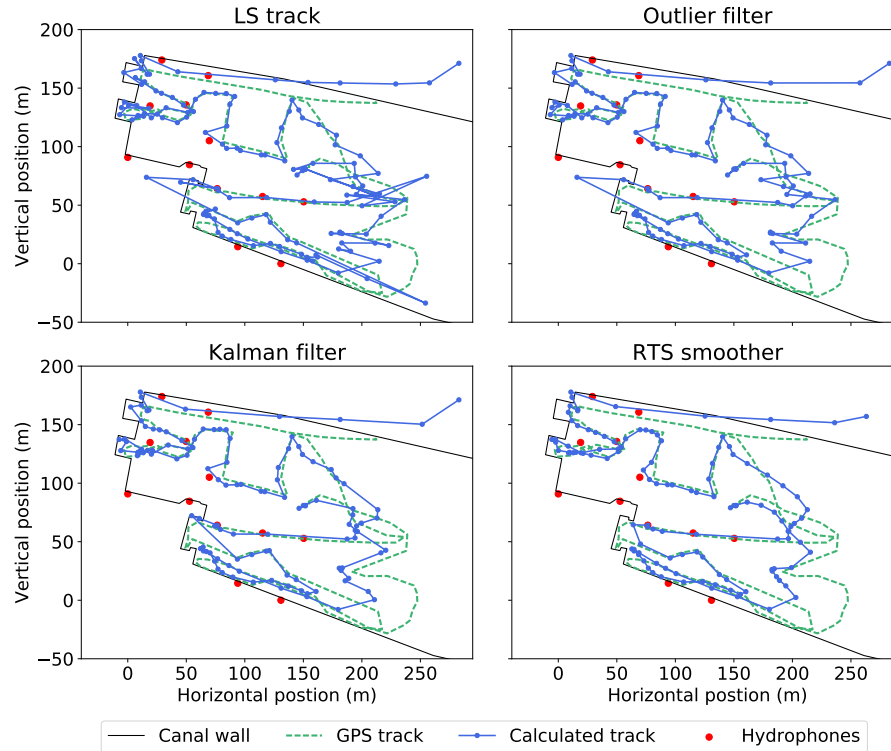 LS track
Outlier filter
200
150
100
50
0
−50
Vertical position (m)
Kalman filter
RTS smoother
200
150
100
50
0
−50
Vertical position (m)
0 50 100 150 200 250
0 50 100 150 200 250
Horizontal postion (m)
Horizontal postion (m)
Canal wall
GPS track
Calculated track
Hydrophones